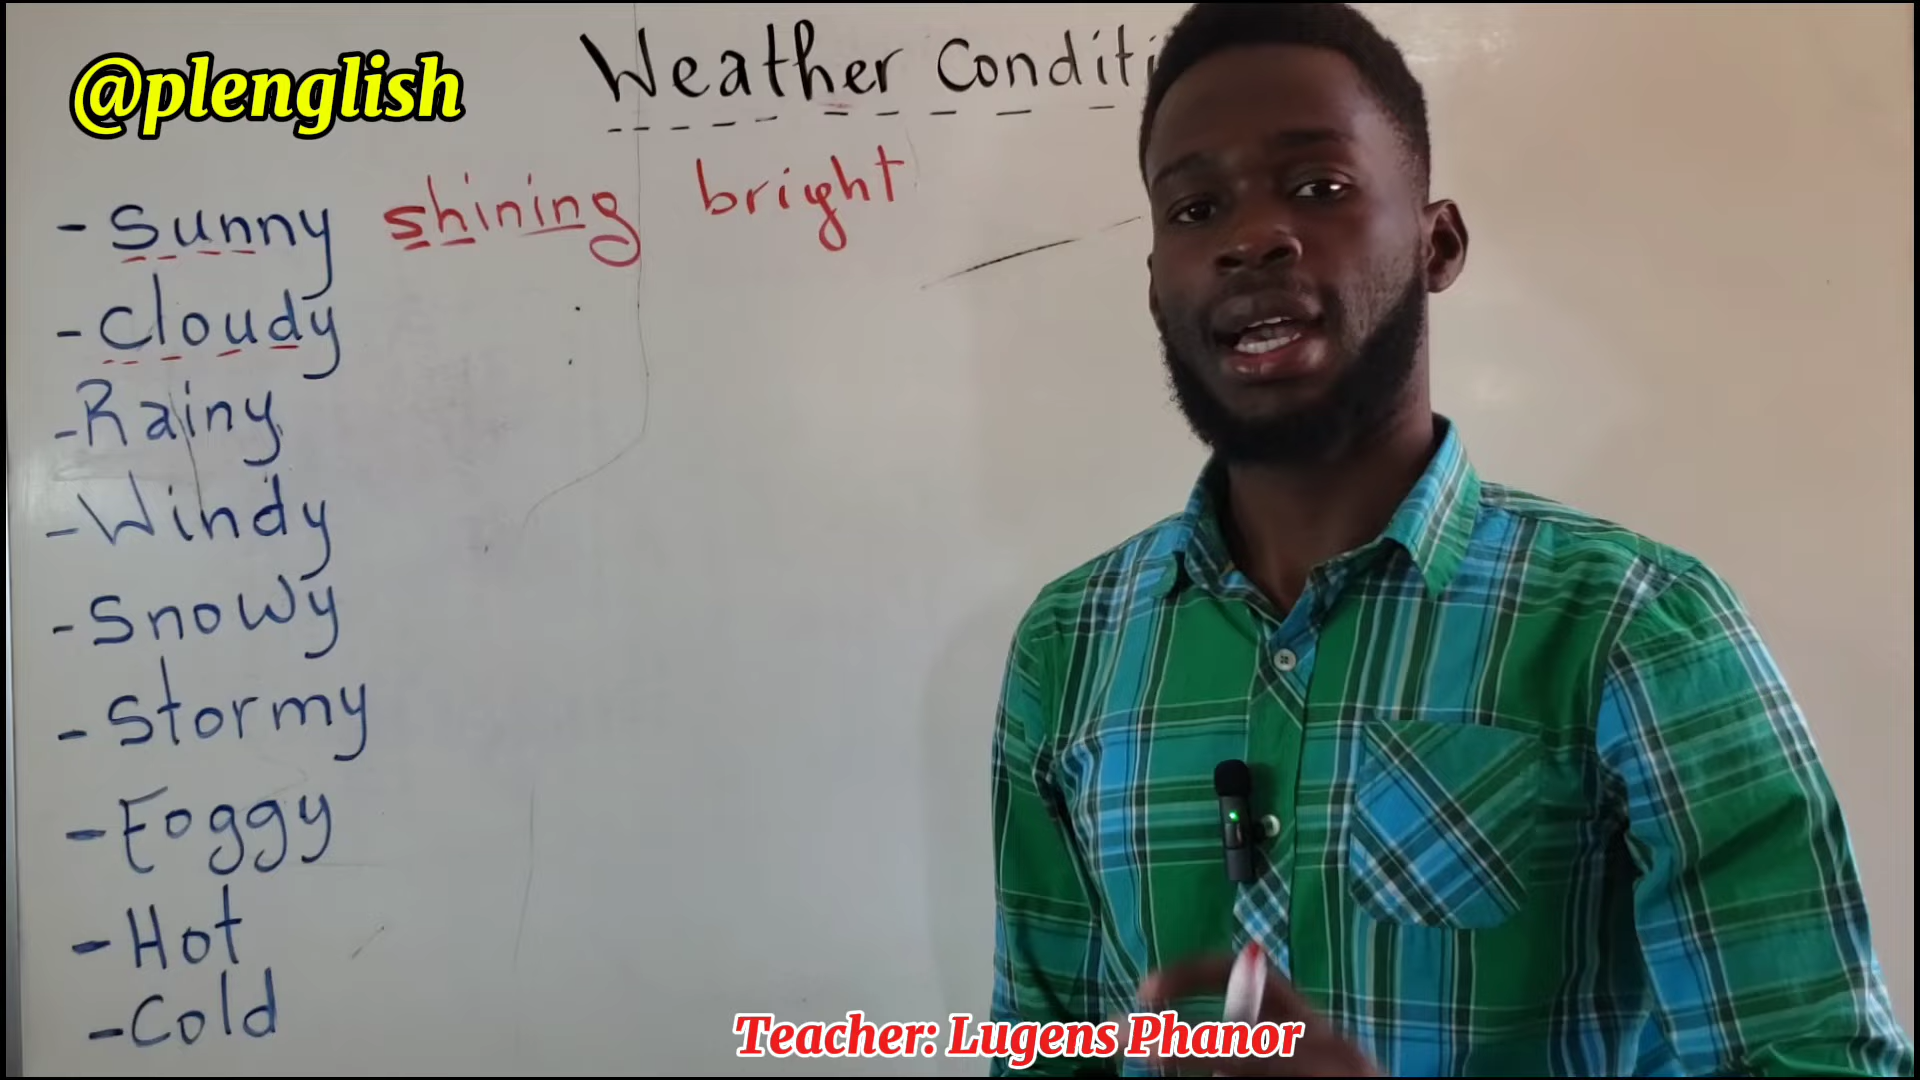 @plenglish
Weather Conditi
- Sunny shining bright
- Cloudy
- Rainy
- Windy
- Snowy
- Stormy
- Foggy
- Hot
- Cold
Teacher: Lugens Phanor